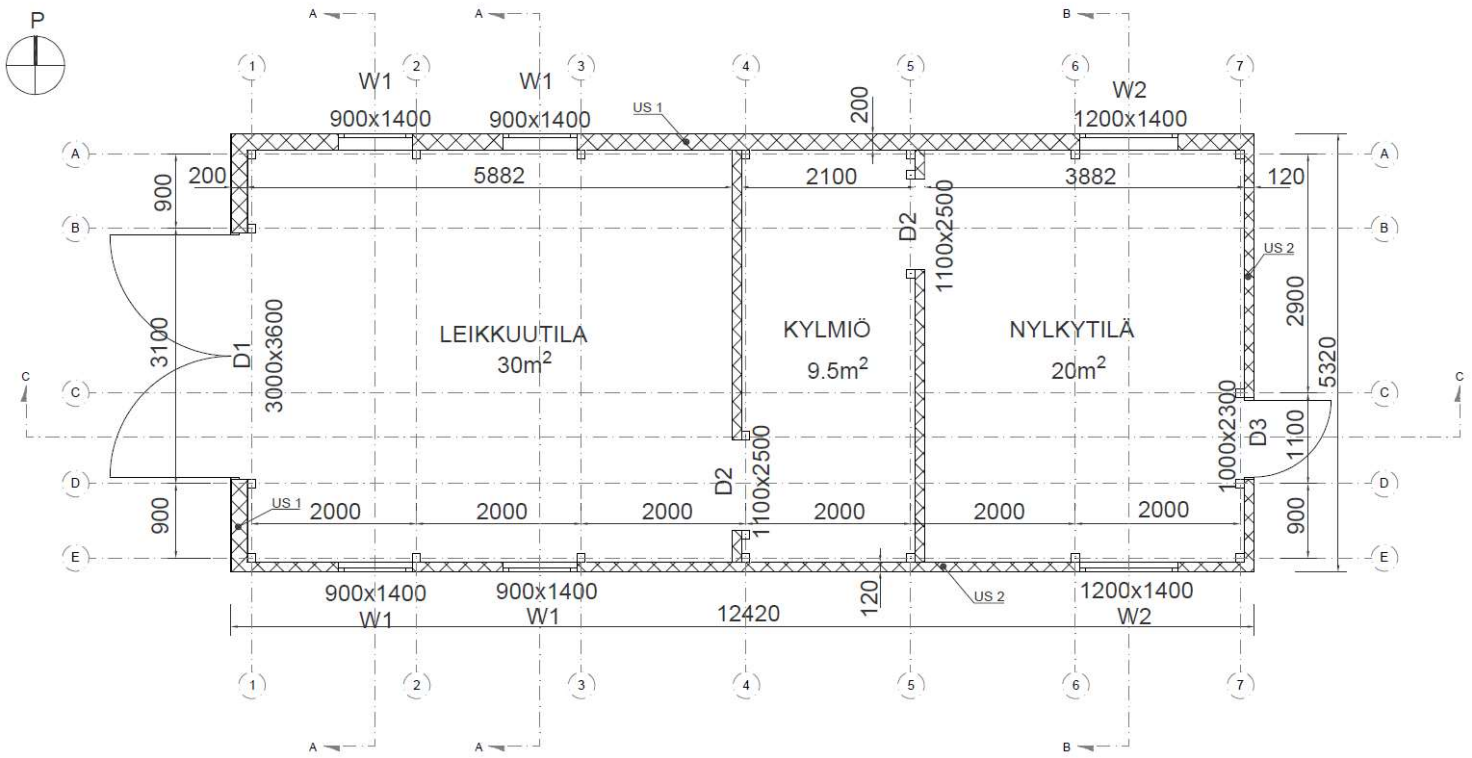 P
A A B
1 2 3 4 5 6 7
W1 W1 W2
900x1400 900x1400 US 1 200 1200x1400
A A
200 5882 2100 3882 120
900
B B
D2
1100x2500
US 2
2900
LEIKKUUTILA KYLMIÖ NYLKYTILÄ
30m² 9.5m² 20m²
3100
D1
3000x3600
5320
C C
C C
D2
1100x2500
1000x2300
D3
1100
D D
US 1
2000 2000 2000 2000 2000 2000
900 900
E E
900x1400 900x1400 120 US 2 1200x1400
W1 W1 12420 W2
1 2 3 4 5 6 7
A A B